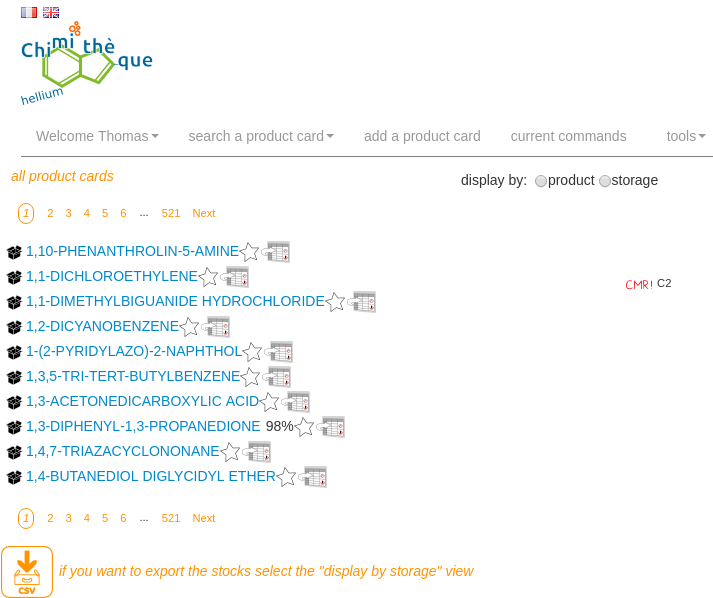 Chimithèque
hellium
Welcome Thomas search a product card add a product card current commands tools
all product cards
display by: product storage
1 2 3 4 5 6 ... 521 Next
1,10-PHENANTHROLIN-5-AMINE
1,1-DICHLOROETHYLENE CMR! C2
1,1-DIMETHYLBIGUANIDE HYDROCHLORIDE
1,2-DICYANOBENZENE
1-(2-PYRIDYLAZO)-2-NAPHTHOL
1,3,5-TRI-TERT-BUTYLBENZENE
1,3-ACETONEDICARBOXYLIC ACID
1,3-DIPHENYL-1,3-PROPANEDIONE 98%
1,4,7-TRIAZACYCLONONANE
1,4-BUTANEDIOL DIGLYCIDYL ETHER
1 2 3 4 5 6 ... 521 Next
CSV if you want to export the stocks select the "display by storage" view